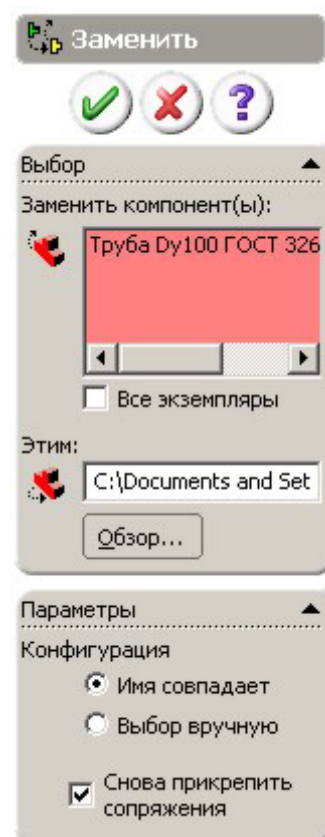 Заменить
?
Выбор
Заменить компонент(ы):
Труба Dy100 ГОСТ 326
Все экземпляры
Этим:
C:\Documents and Set
Обзор...
Параметры
Конфигурация
Имя совпадает
Выбор вручную
Снова прикрепить
сопряжения